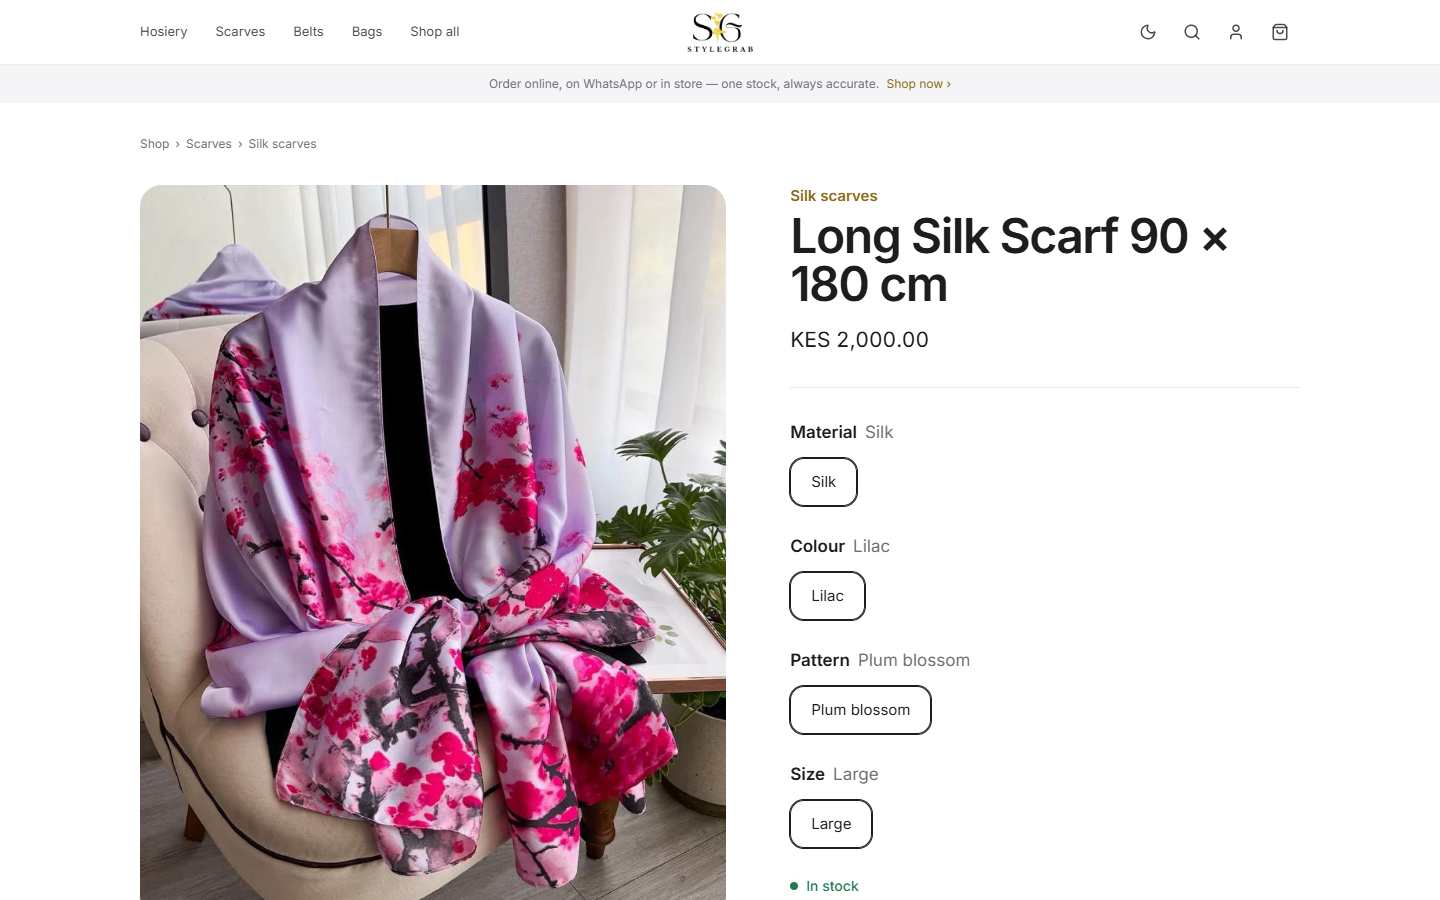 Hosiery
Scarves
Belts
Bags
Shop all
SG
STYLEGRAB
Order online, on WhatsApp or in store — one stock, always accurate. Shop now ›
Shop › Scarves › Silk scarves
Silk scarves
Long Silk Scarf 90 ×
180 cm
KES 2,000.00
Material Silk
Silk
Colour Lilac
Lilac
Pattern Plum blossom
Plum blossom
Size Large
Large
In stock